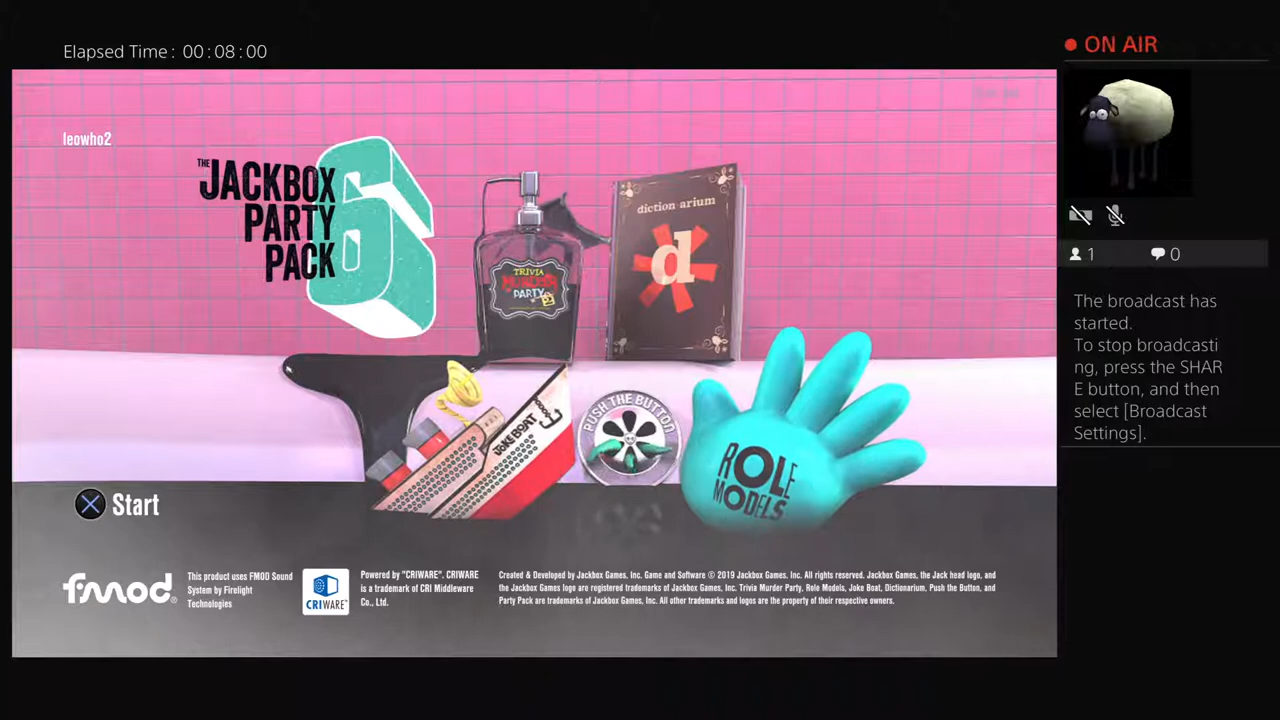 Elapsed Time : 00:08:00
ON AIR
leowho2
THE
JACKBOX
PARTY
PACK
6
TRIVIA
MURDER
PARTY
2
diction·arium
d
JOKE BOAT
PUSH THE BUTTON
ROLE
MODELS
1
0
The broadcast has
started.
To stop broadcasti
ng, press the SHAR
E button, and then
select [Broadcast
Settings].
Start
fmod
This product uses FMOD Sound
System by Firelight
Technologies
CRIWARE
Powered by "CRIWARE". CRIWARE
is a trademark of CRI Middleware
Co., Ltd.
Created & Developed by Jackbox Games, Inc. Game and Software © 2019 Jackbox Games, Inc. All rights reserved. Jackbox Games, the Jack head logo, and
the Jackbox Games logo are registered trademarks of Jackbox Games, Inc. Trivia Murder Party, Role Models, Joke Boat, Dictionarium, Push the Button, and
Party Pack are trademarks of Jackbox Games, Inc. All other trademarks and logos are the property of their respective owners.